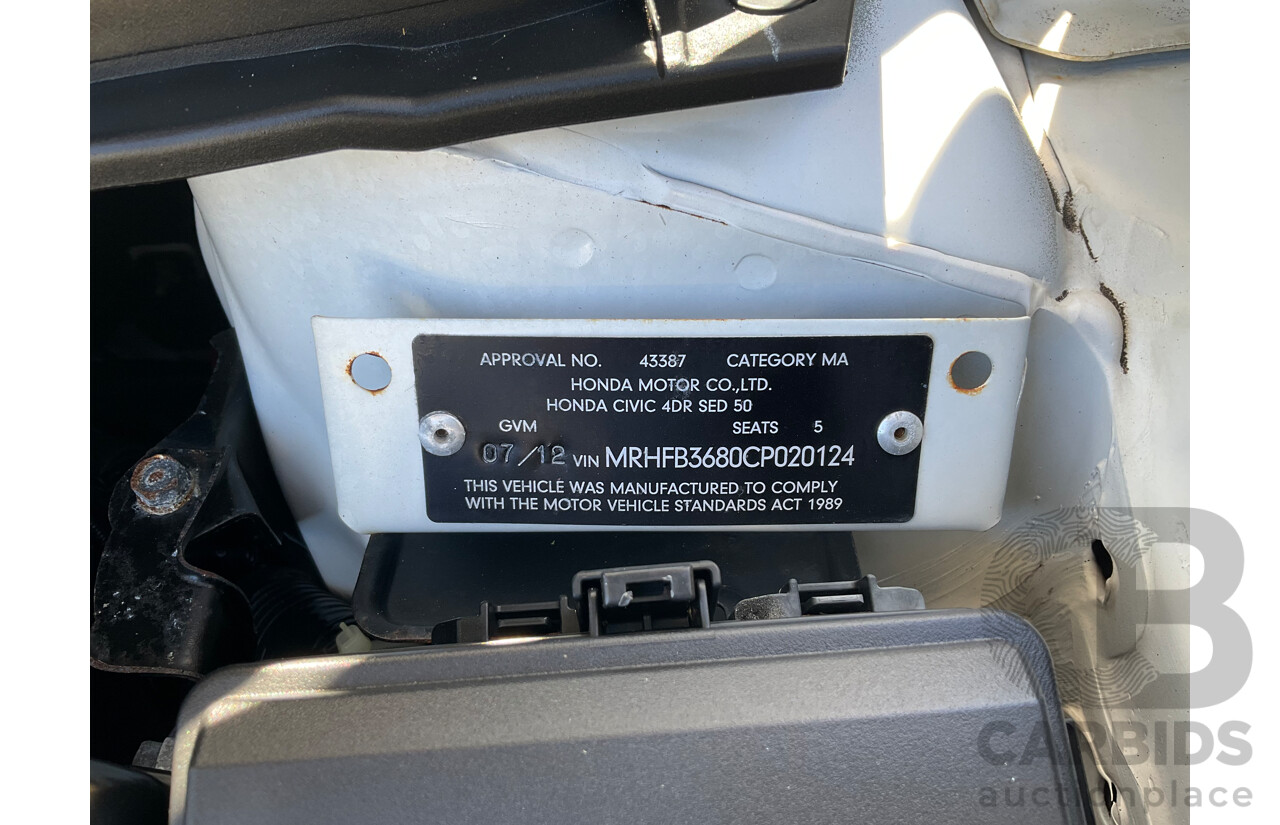 APPROVAL NO. 43387 CATEGORY MA
HONDA MOTOR CO.,LTD.
HONDA CIVIC 4DR SED 50
GVM SEATS 5
07/12 VIN MRHFB3680CP020124
THIS VEHICLE WAS MANUFACTURED TO COMPLY
WITH THE MOTOR VEHICLE STANDARDS ACT 1989
AB
CARBIDS
auctionplace